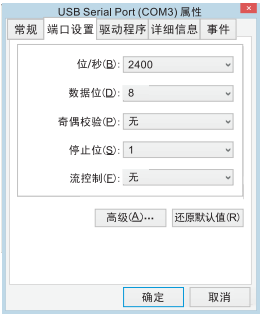 USB Serial Port (COM3) 属性
常规 端口设置 驱动程序 详细信息 事件
位/秒(B): 2400
数据位(D): 8
奇偶校验(P): 无
停止位(S): 1
流控制(F): 无
高级(A)… 还原默认值(R)
确定 取消